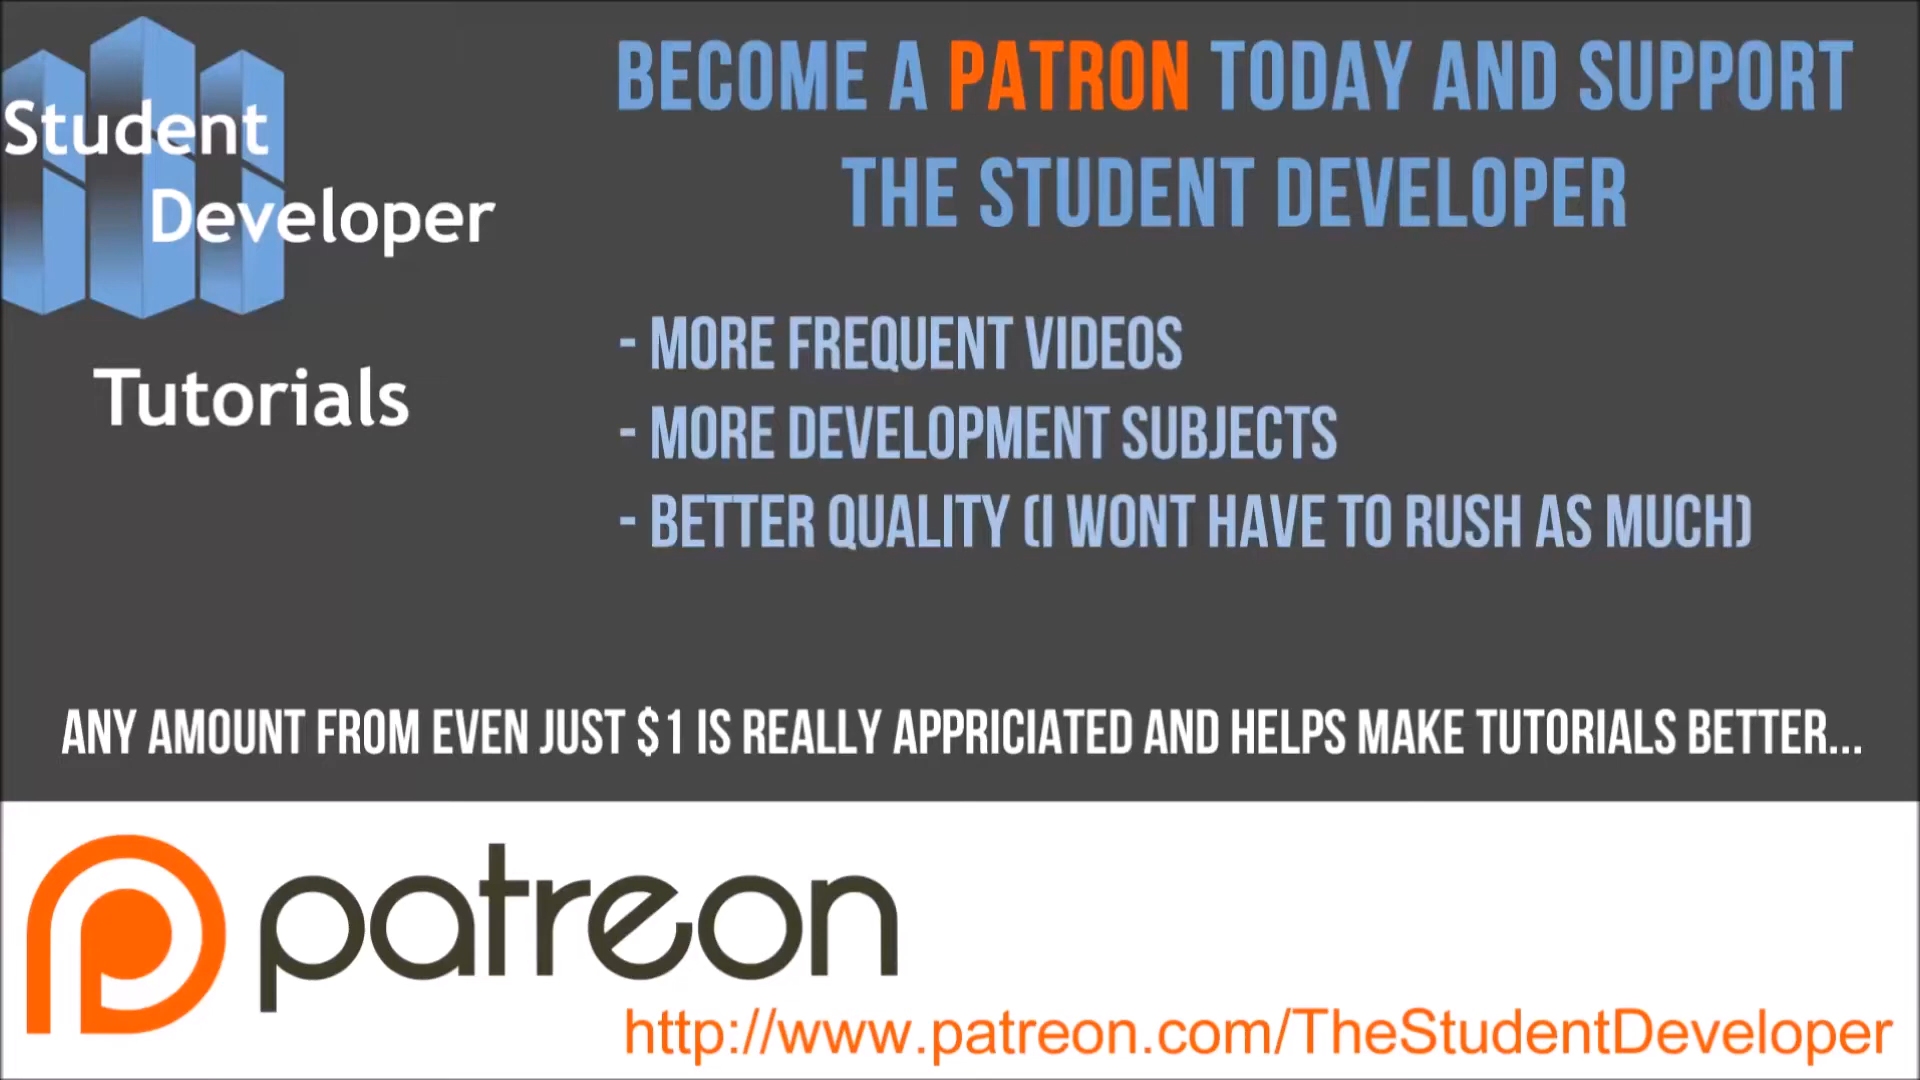 Student
Developer
Tutorials
BECOME A PATRON TODAY AND SUPPORT
THE STUDENT DEVELOPER
- MORE FREQUENT VIDEOS
- MORE DEVELOPMENT SUBJECTS
- BETTER QUALITY (I WONT HAVE TO RUSH AS MUCH)
ANY AMOUNT FROM EVEN JUST $1 IS REALLY APPRICIATED AND HELPS MAKE TUTORIALS BETTER...
patreon
http://www.patreon.com/TheStudentDeveloper